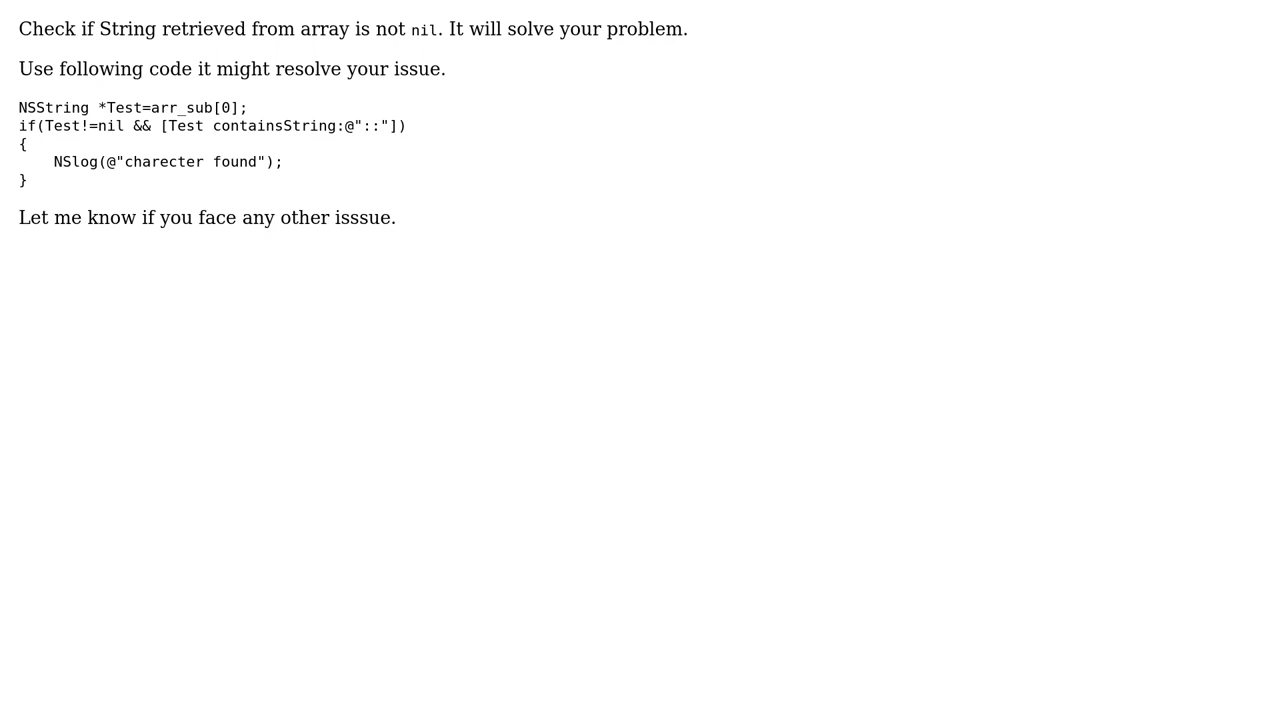 Check if String retrieved from array is not nil. It will solve your problem.
Use following code it might resolve your issue.
NSString *Test=arr_sub[0];
if(Test!=nil && [Test containsString:@"::"])
{
    NSlog(@"charecter found");
}
Let me know if you face any other isssue.